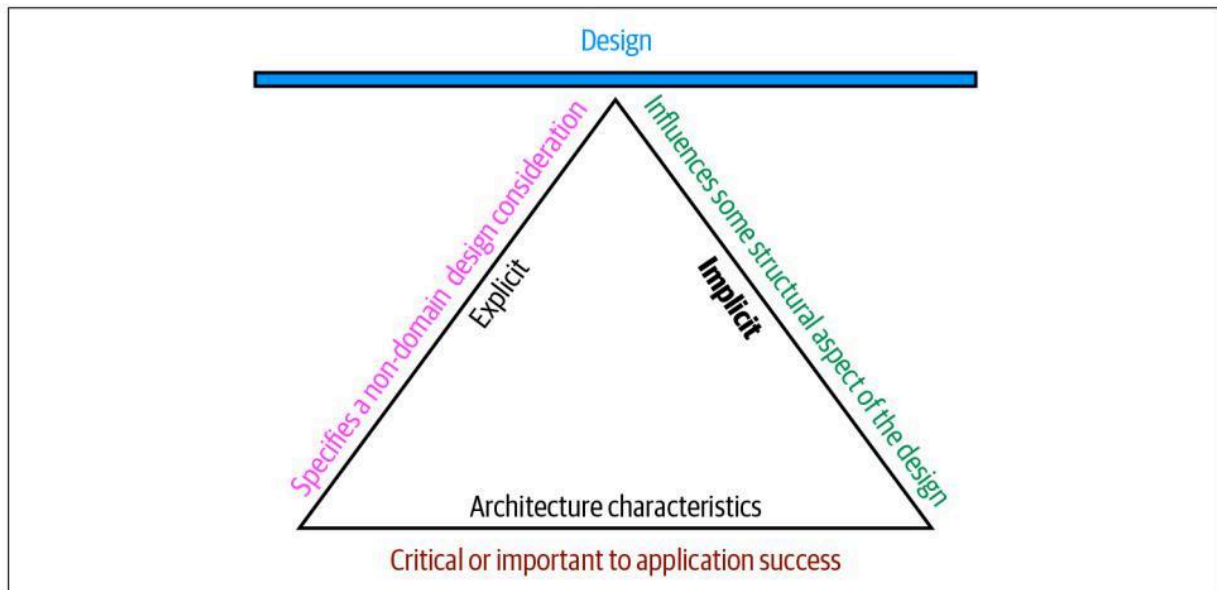 Design
Specifies a non-domain design consideration
Influences some structural aspect of the design
Explicit
Implicit
Architecture characteristics
Critical or important to application success